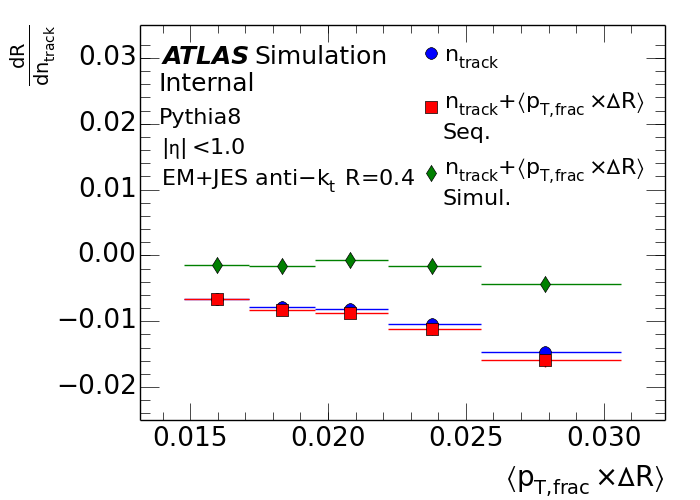 dR
dn_track
0.03
0.02
0.01
0.00
−0.01
−0.02
ATLAS Simulation
Internal
Pythia8
|η| <1.0
EM+JES anti−k_t R=0.4
n_track
n_track+⟨p_T,frac ×ΔR⟩
Seq.
n_track+⟨p_T,frac ×ΔR⟩
Simul.
0.015 0.020 0.025 0.030
⟨p_T,frac ×ΔR⟩